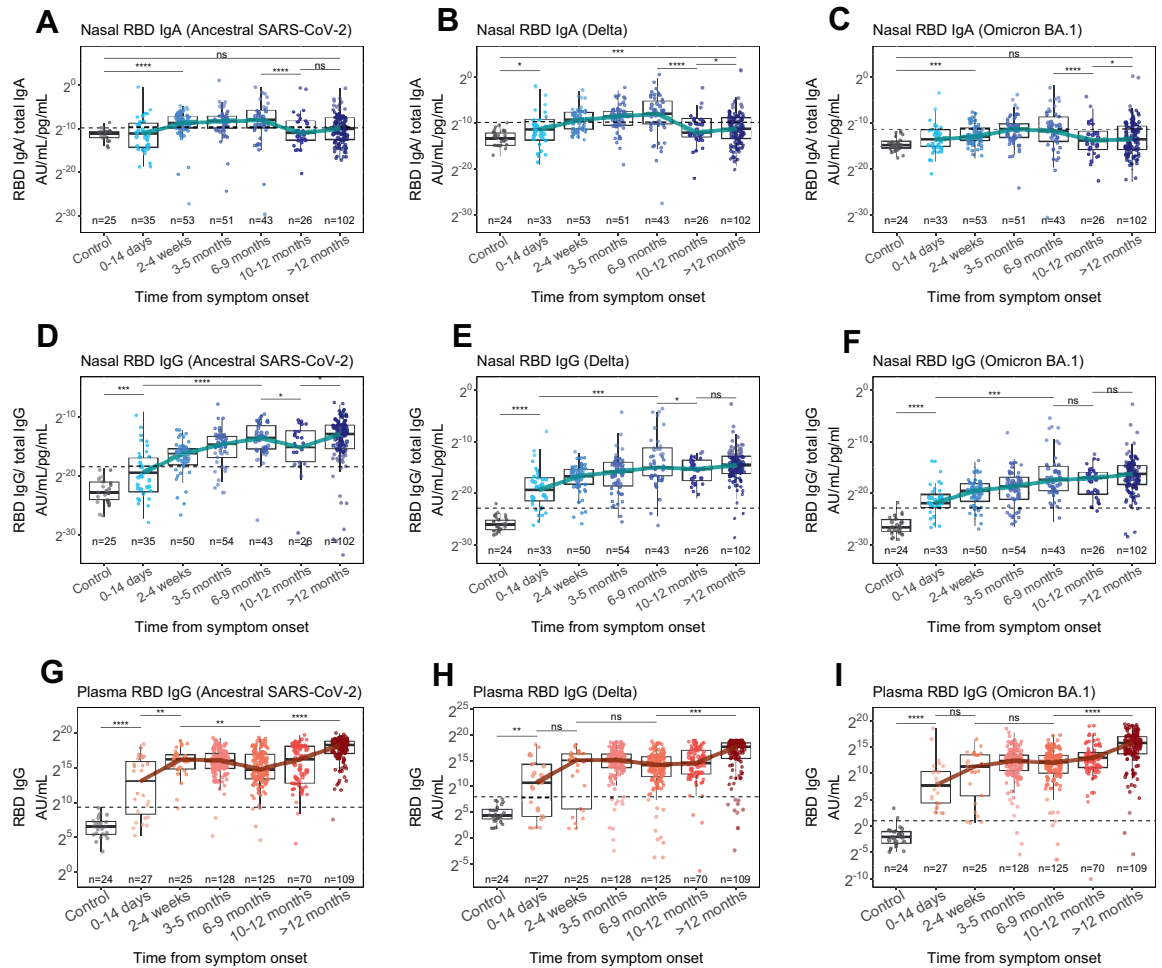 A
Nasal RBD IgA (Ancestral SARS-CoV-2)
RBD IgA/ total IgA
AU/mL/pg/mL
2^0
2^-10
2^-20
2^-30
ns
****
****
ns
n=25
n=35
n=53
n=51
n=43
n=26
n=102
Control
0-14 days
2-4 weeks
3-5 months
6-9 months
10-12 months
>12 months
Time from symptom onset
B
Nasal RBD IgA (Delta)
RBD IgA/ total IgA
AU/mL/pg/mL
2^0
2^-10
2^-20
2^-30
***
*
****
*
n=24
n=33
n=53
n=51
n=43
n=26
n=102
Control
0-14 days
2-4 weeks
3-5 months
6-9 months
10-12 months
>12 months
Time from symptom onset
C
Nasal RBD IgA (Omicron BA.1)
RBD IgA/ total IgA
AU/mL/pg/mL
2^0
2^-10
2^-20
2^-30
ns
***
****
*
n=24
n=33
n=53
n=51
n=43
n=26
n=102
Control
0-14 days
2-4 weeks
3-5 months
6-9 months
10-12 months
>12 months
Time from symptom onset
D
Nasal RBD IgG (Ancestral SARS-CoV-2)
RBD IgG/ total IgG
AU/mL/pg/mL
2^-10
2^-20
2^-30
***
****
*
*
n=25
n=35
n=50
n=54
n=43
n=26
n=102
Control
0-14 days
2-4 weeks
3-5 months
6-9 months
10-12 months
>12 months
Time from symptom onset
E
Nasal RBD IgG (Delta)
RBD IgG/ total IgG
AU/mL/pg/mL
2^0
2^-10
2^-20
2^-30
****
***
*
ns
n=24
n=33
n=50
n=54
n=43
n=26
n=102
Control
0-14 days
2-4 weeks
3-5 months
6-9 months
10-12 months
>12 months
Time from symptom onset
F
Nasal RBD IgG (Omicron BA.1)
RBD IgG/ total IgG
AU/mL/pg/ml
2^0
2^-10
2^-20
2^-30
****
***
ns
ns
n=24
n=33
n=50
n=54
n=43
n=26
n=102
Control
0-14 days
2-4 weeks
3-5 months
6-9 months
10-12 months
>12 months
Time from symptom onset
G
Plasma RBD IgG (Ancestral SARS-CoV-2)
RBD IgG
AU/mL
2^20
2^15
2^10
2^5
2^0
****
**
**
****
n=24
n=27
n=25
n=128
n=125
n=70
n=109
Control
0-14 days
2-4 weeks
3-5 months
6-9 months
10-12 months
>12 months
Time from symptom onset
H
Plasma RBD IgG (Delta)
RBD IgG
AU/mL
2^25
2^20
2^15
2^10
2^5
2^0
2^-5
**
ns
ns
***
n=24
n=27
n=25
n=128
n=125
n=70
n=109
Control
0-14 days
2-4 weeks
3-5 months
6-9 months
10-12 months
>12 months
Time from symptom onset
I
Plasma RBD IgG (Omicron BA.1)
RBD IgG
AU/mL
2^20
2^15
2^10
2^5
2^0
2^-5
2^-10
****
ns
ns
****
n=24
n=27
n=25
n=128
n=125
n=70
n=109
Control
0-14 days
2-4 weeks
3-5 months
6-9 months
10-12 months
>12 months
Time from symptom onset